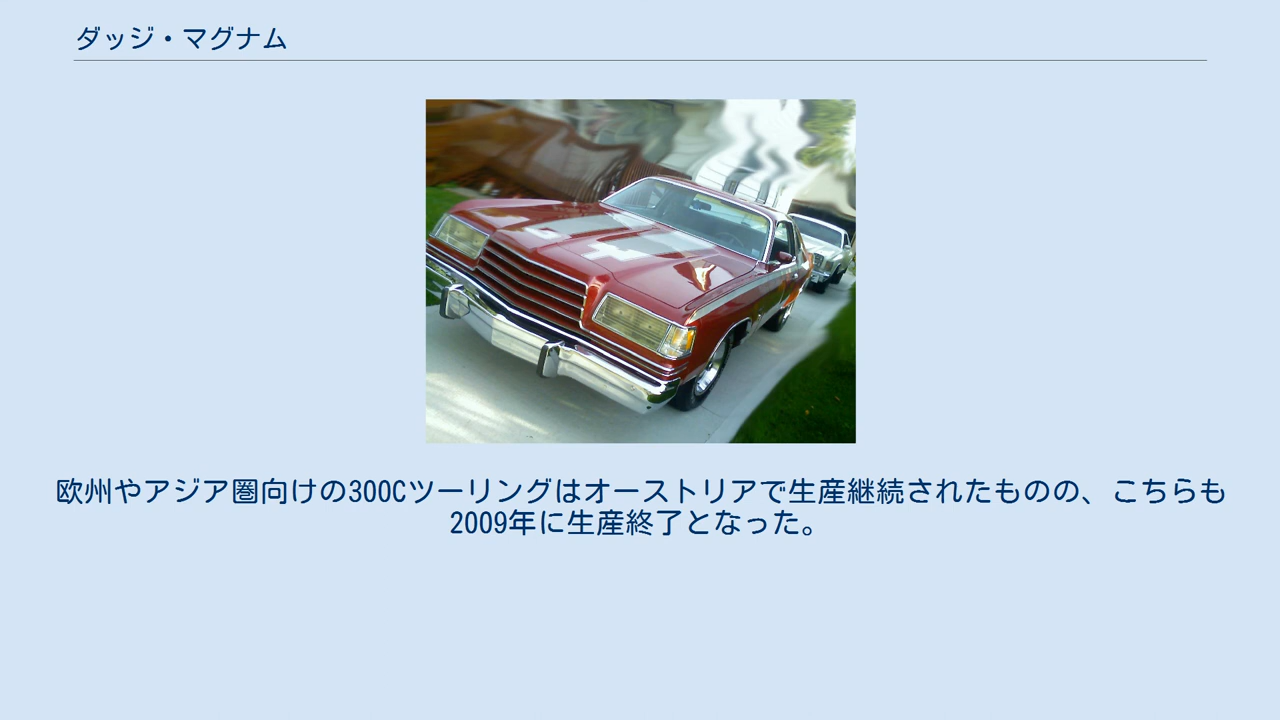 ダッジ・マグナム
欧州やアジア圏向けの300Cツーリングはオーストリアで生産継続されたものの、こちらも
2009年に生産終了となった。